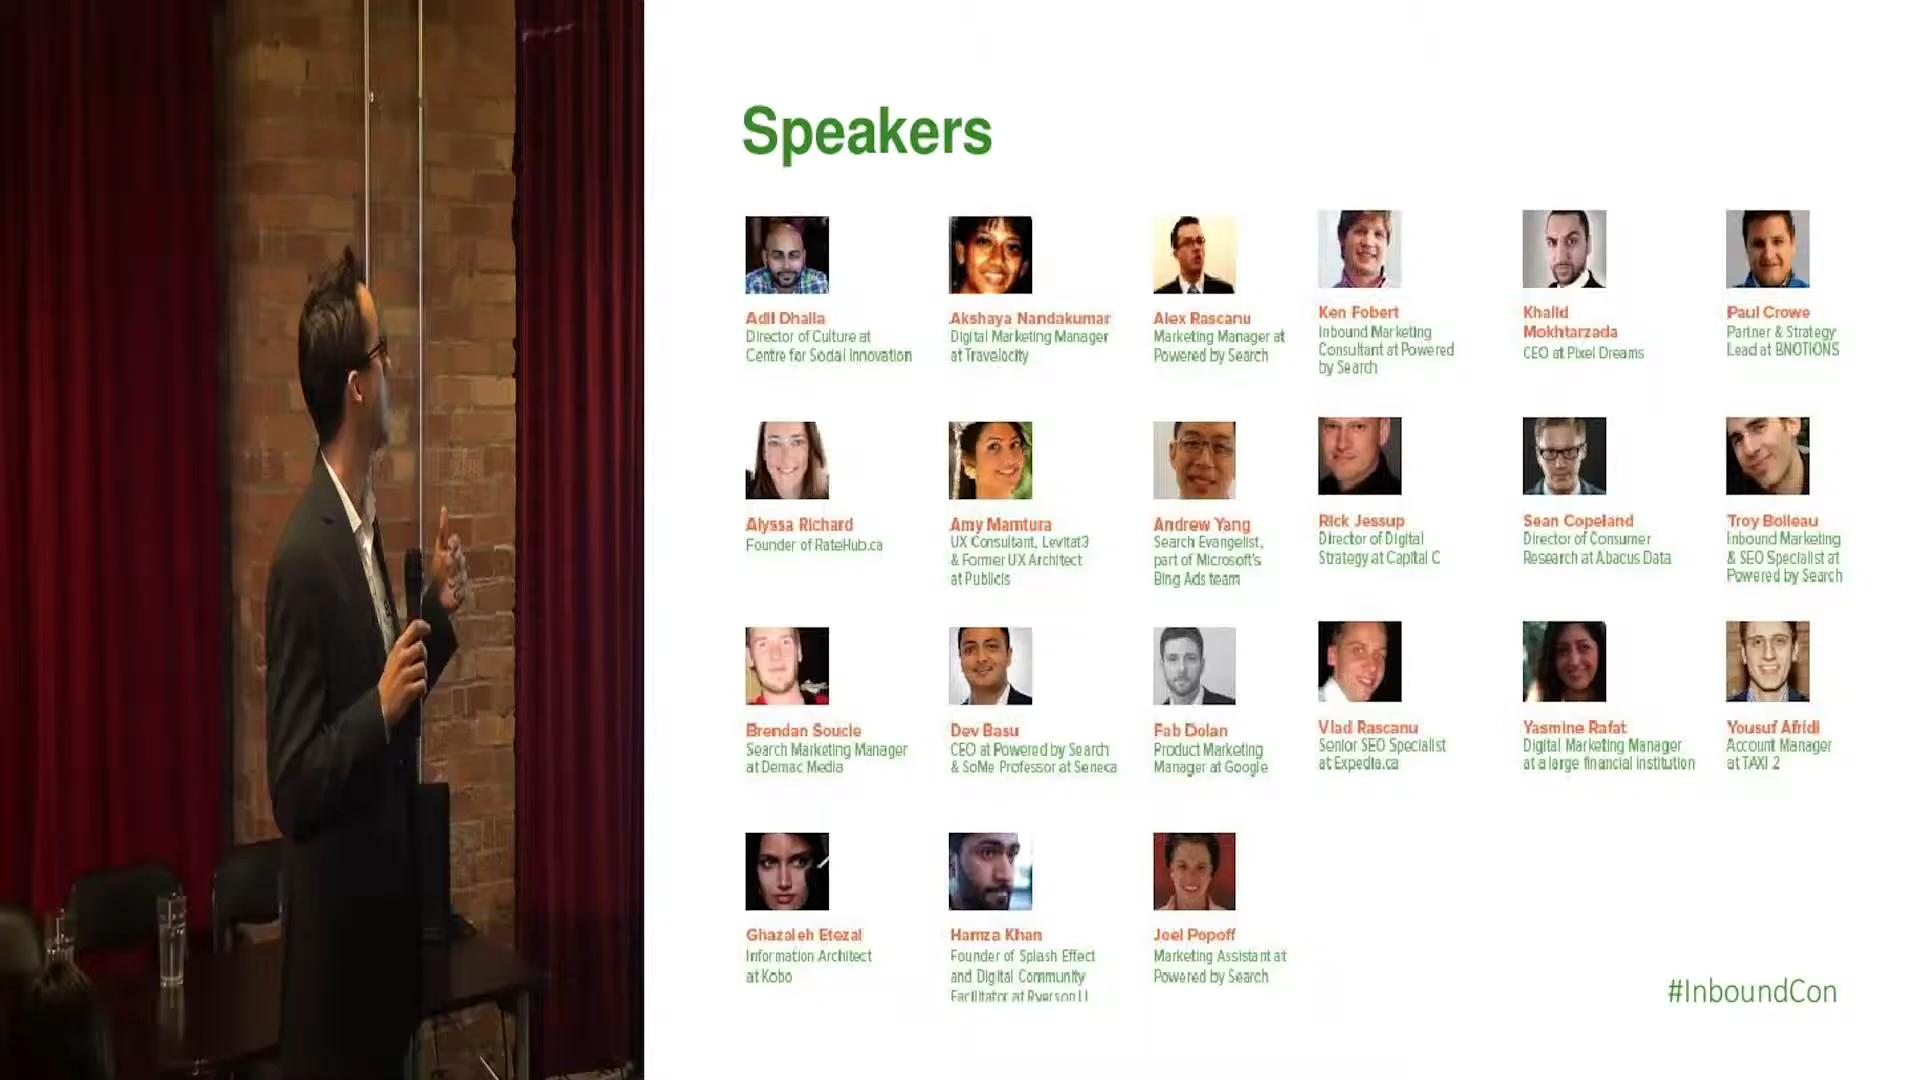 Speakers
Adil Dhalla
Director of Culture at
Centre for Social Innovation
Akshaya Nandakumar
Digital Marketing Manager
at Travelocity
Alex Rascanu
Marketing Manager at
Powered by Search
Ken Fobert
Inbound Marketing
Consultant at Powered
by Search
Khalid
Mokhtarzada
CEO at Pixel Dreams
Paul Crowe
Partner & Strategy
Lead at BNOTIONS
Alyssa Richard
Founder of RateHub.ca
Amy Mamtura
UX Consultant, Levitat3
& Former UX Architect
at Publicis
Andrew Yang
Search Evangelist,
part of Microsoft's
Bing Ads team
Rick Jessup
Director of Digital
Strategy at Capital C
Sean Copeland
Director of Consumer
Research at Abacus Data
Troy Boileau
Inbound Marketing
& SEO Specialist at
Powered by Search
Brendan Soucie
Search Marketing Manager
at Demac Media
Dev Basu
CEO at Powered by Search
& SoMe Professor at Seneca
Fab Dolan
Product Marketing
Manager at Google
Vlad Rascanu
Senior SEO Specialist
at Expedia.ca
Yasmine Rafat
Digital Marketing Manager
at a large financial institution
Yousuf Afridi
Account Manager
at TAXI 2
Ghazaleh Etezal
Information Architect
at Kobo
Hamza Khan
Founder of Splash Effect
and Digital Community
Facilitator at Ryerson U
Joel Popoff
Marketing Assistant at
Powered by Search
#InboundCon